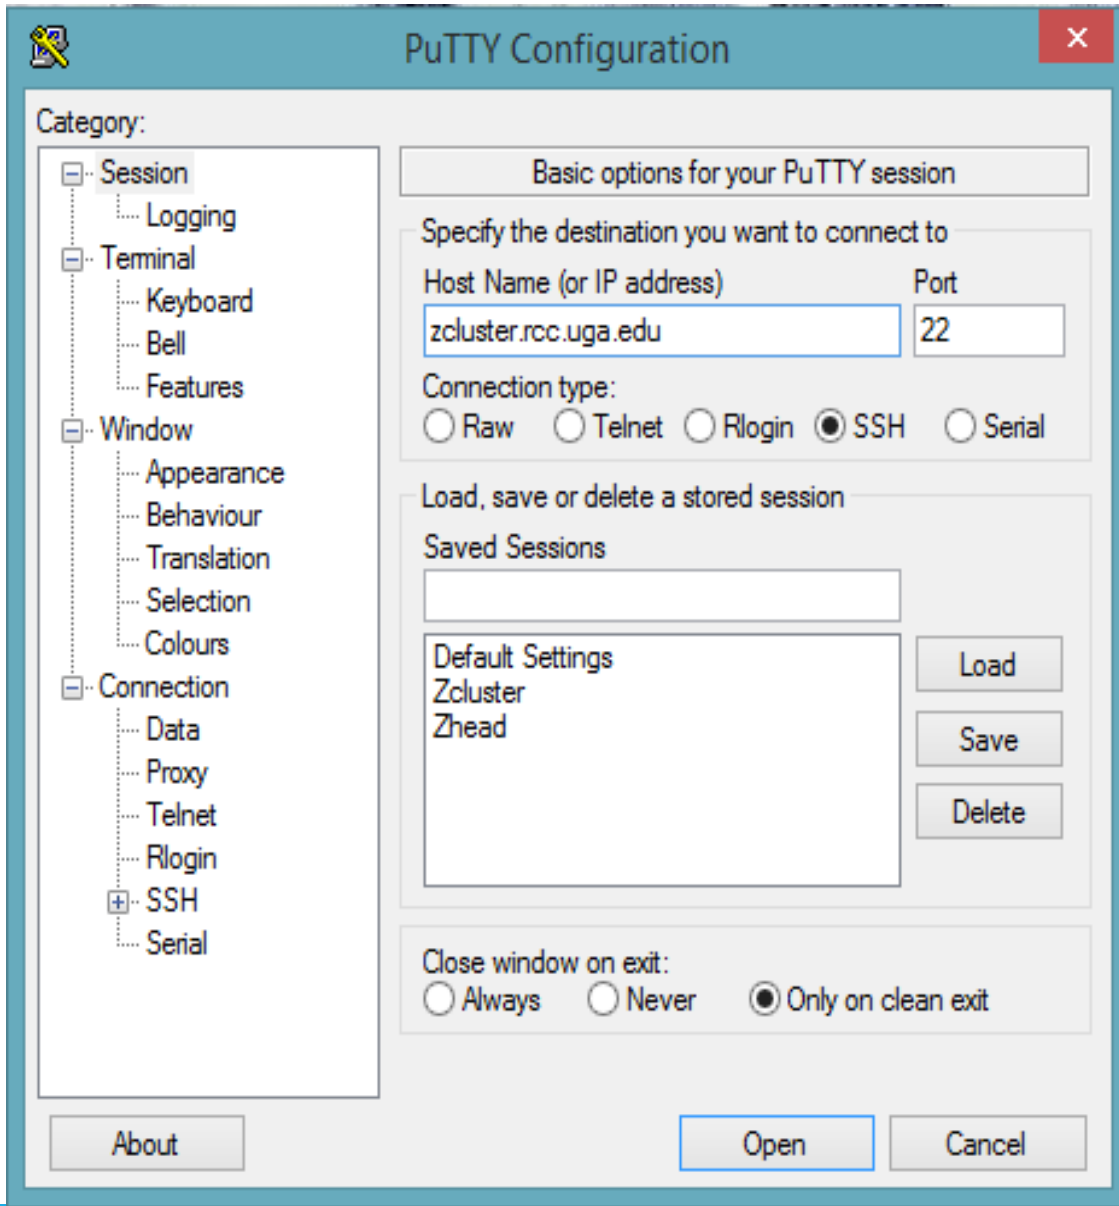 PuTTY Configuration
Category:
Session
Logging
Terminal
Keyboard
Bell
Features
Window
Appearance
Behaviour
Translation
Selection
Colours
Connection
Data
Proxy
Telnet
Rlogin
SSH
Serial
Basic options for your PuTTY session
Specify the destination you want to connect to
Host Name (or IP address) Port
zcluster.rcc.uga.edu 22
Connection type:
Raw Telnet Rlogin SSH Serial
Load, save or delete a stored session
Saved Sessions
Default Settings
Zcluster
Zhead
Load
Save
Delete
Close window on exit:
Always Never Only on clean exit
About Open Cancel